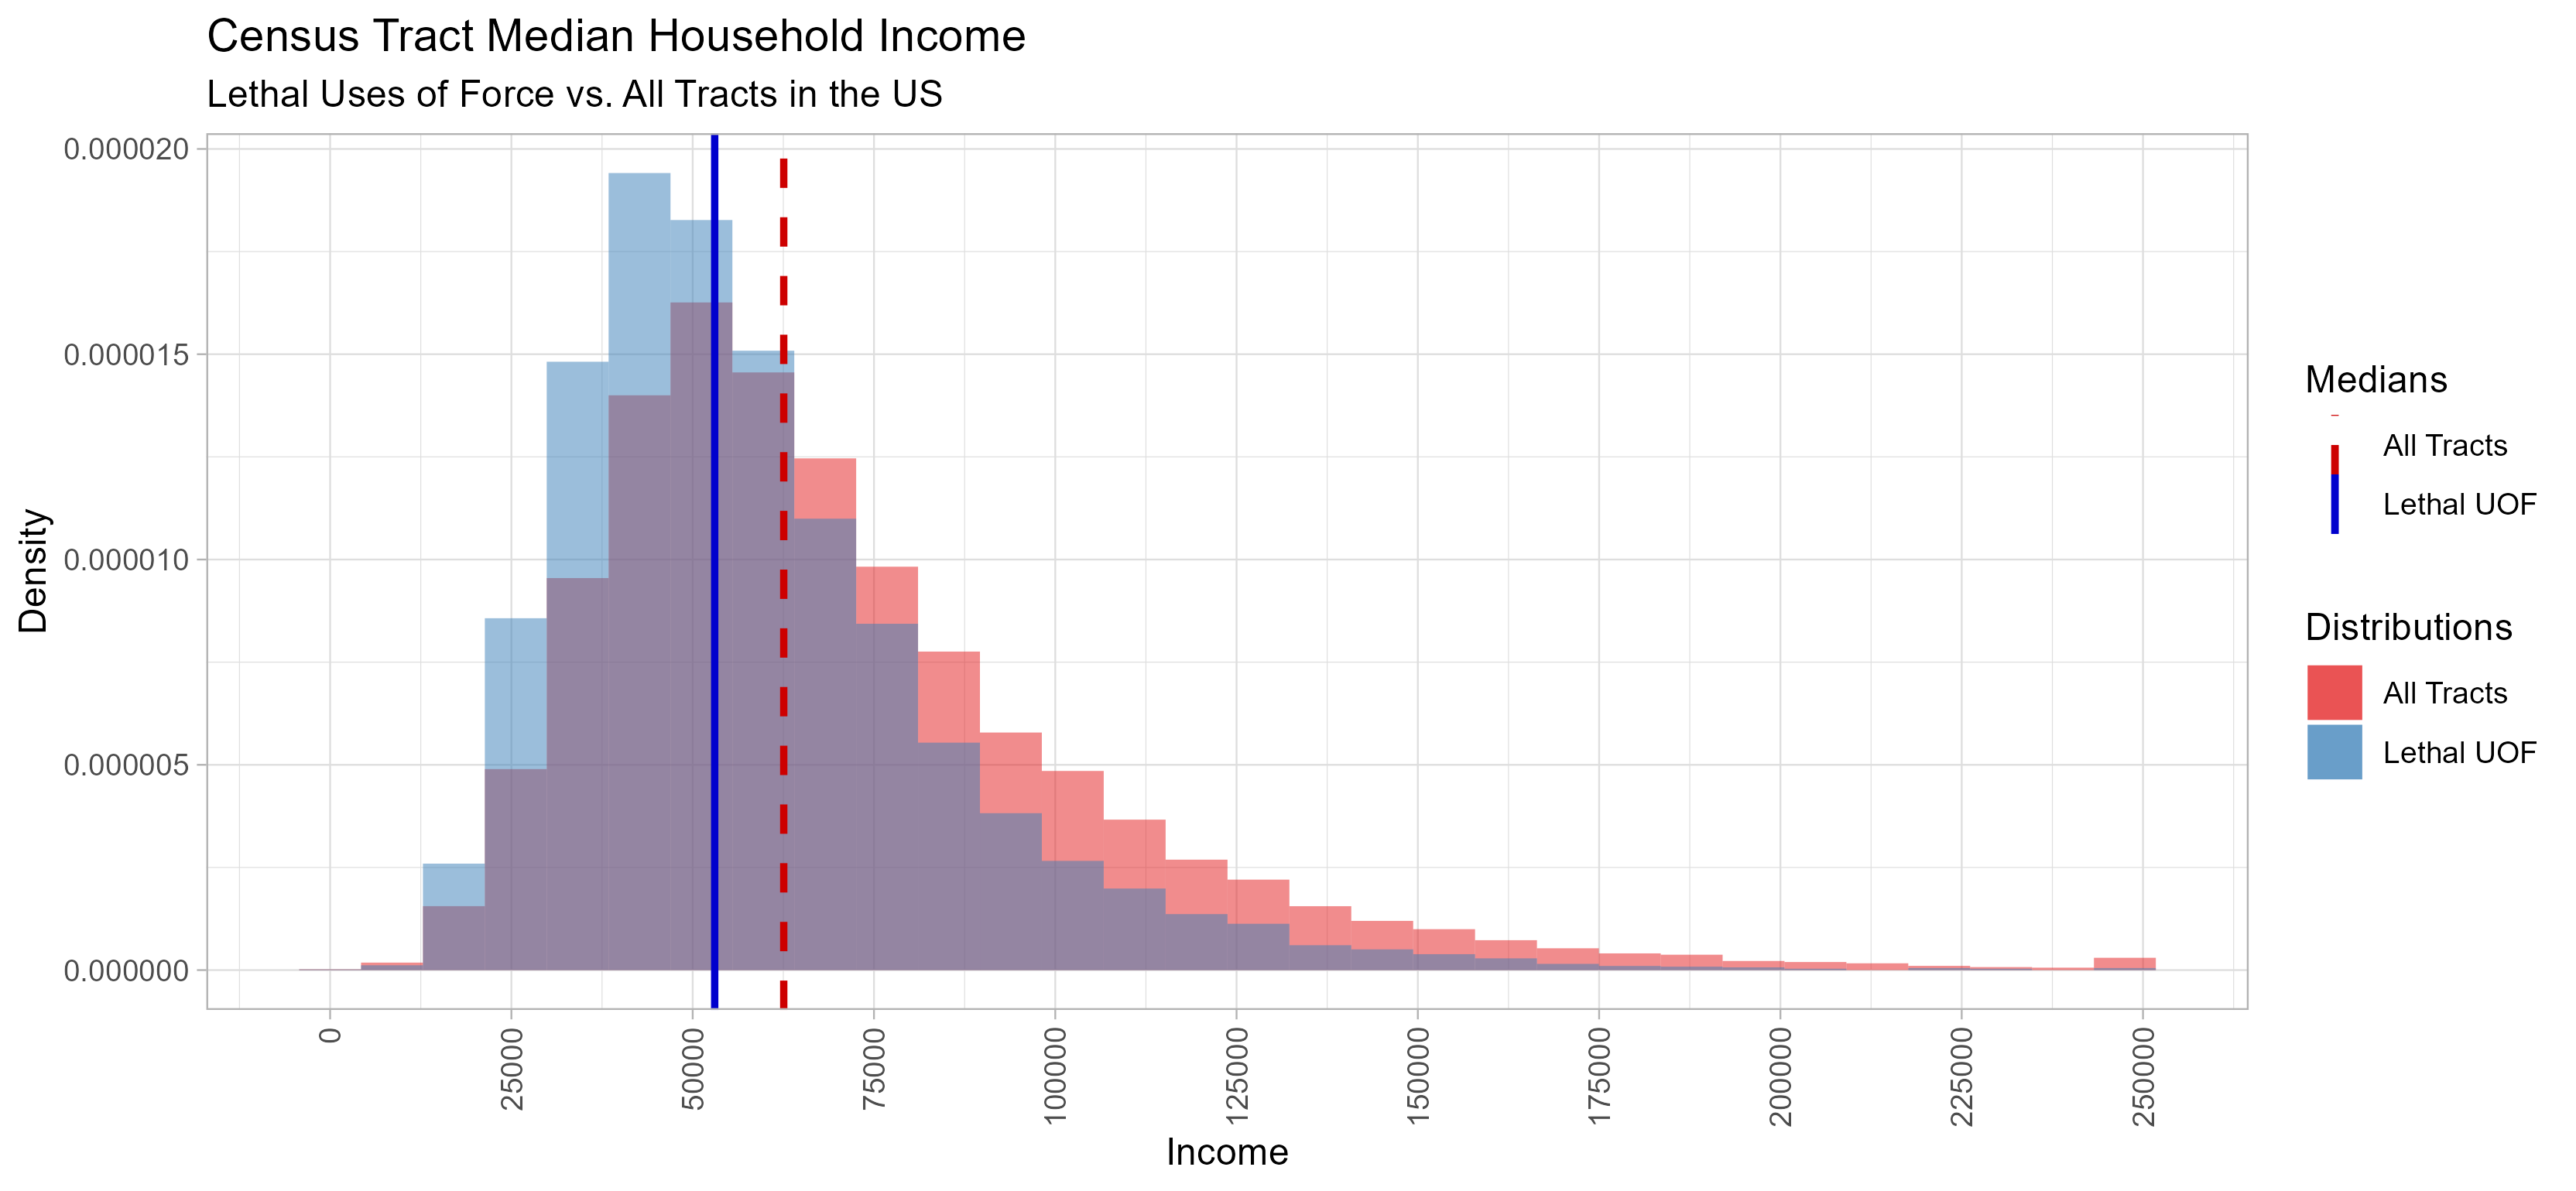 Census Tract Median Household Income
Lethal Uses of Force vs. All Tracts in the US
0.000020
0.000015
0.000010
0.000005
0.000000
Density
0
25000
50000
75000
100000
125000
150000
175000
200000
225000
250000
Income
Medians
All Tracts
Lethal UOF
Distributions
All Tracts
Lethal UOF